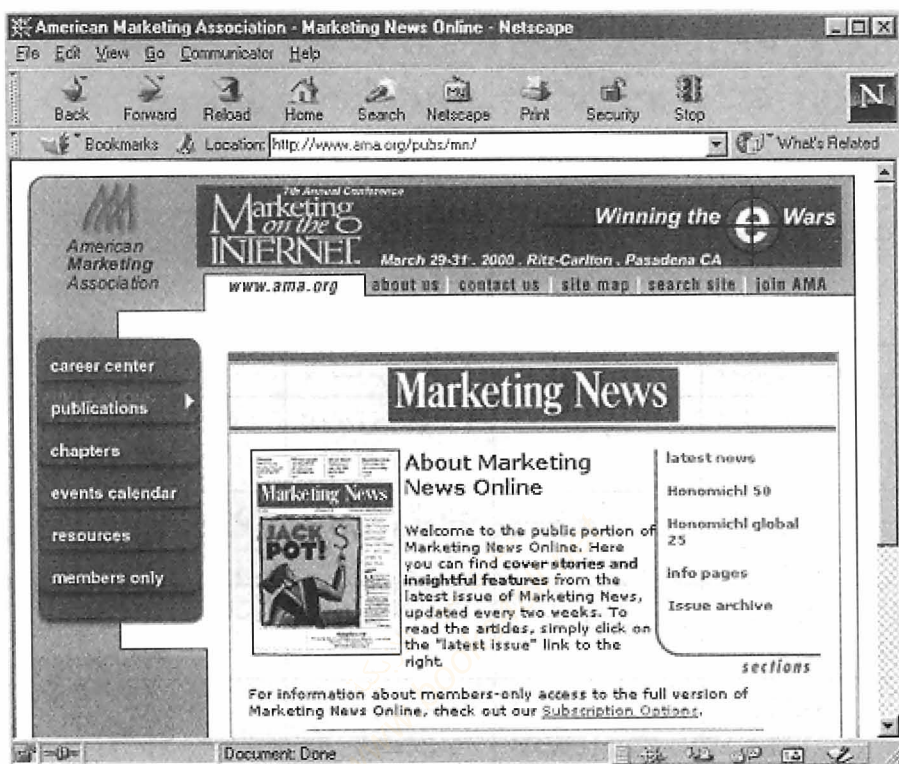 American Marketing Association - Marketing News Online - Netscape
File Edit View Go Communicator Help
Back Forward Reload Home Search Netscape Print Security Stop
N
Bookmarks Location: http://www.ama.org/pubs/mn/ What's Related
American
Marketing
Association
7th Annual Conference
Marketing
on the
INTERNET
Winning the Wars
March 29-31 . 2000 . Ritz-Carlton . Pasadena CA
www.ama.org about us contact us site map search site join AMA
career center
publications
chapters
events calendar
resources
members only
Marketing News
Marketing News
JACK
POT!
About Marketing
News Online
Welcome to the public portion of
Marketing News Online. Here
you can find cover stories and
insightful features from the
latest issue of Marketing News,
updated every two weeks. To
read the articles, simply click on
the "latest issue" link to the
right.
latest news
Honomichl 50
Honomichl global
25
info pages
Issue archive
sections
For information about members-only access to the full version of
Marketing News Online, check out our Subscription Options.
Document: Done